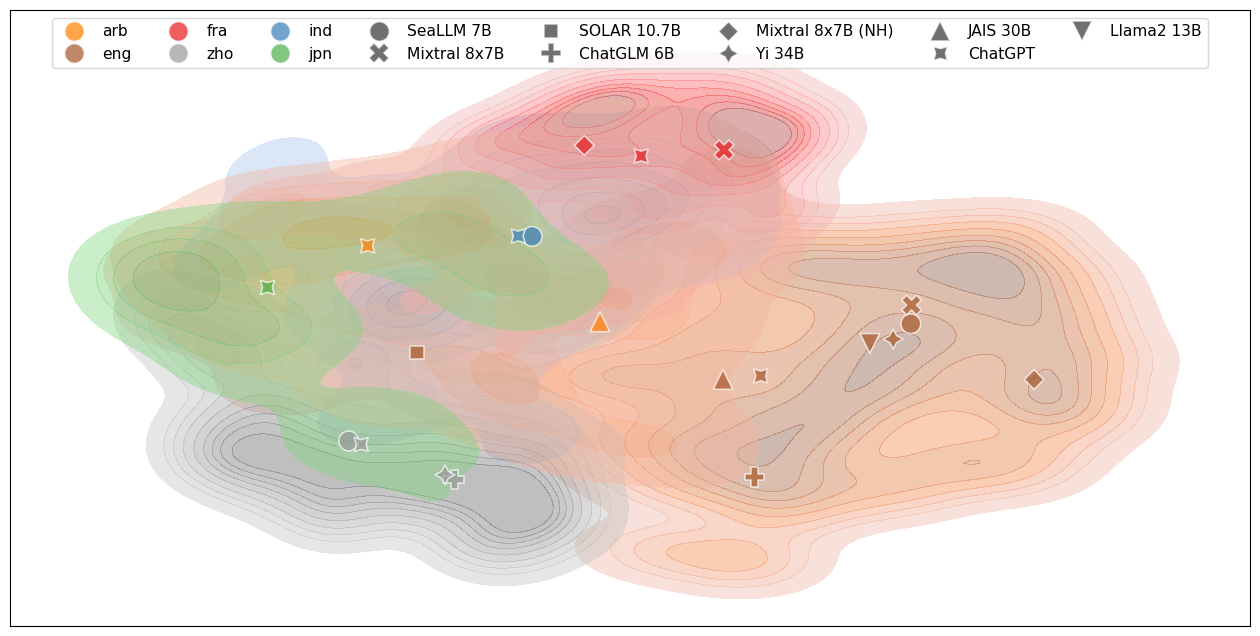 arb fra ind SeaLLM 7B SOLAR 10.7B Mixtral 8x7B (NH) JAIS 30B Llama2 13B
eng zho jpn Mixtral 8x7B ChatGLM 6B Yi 34B ChatGPT